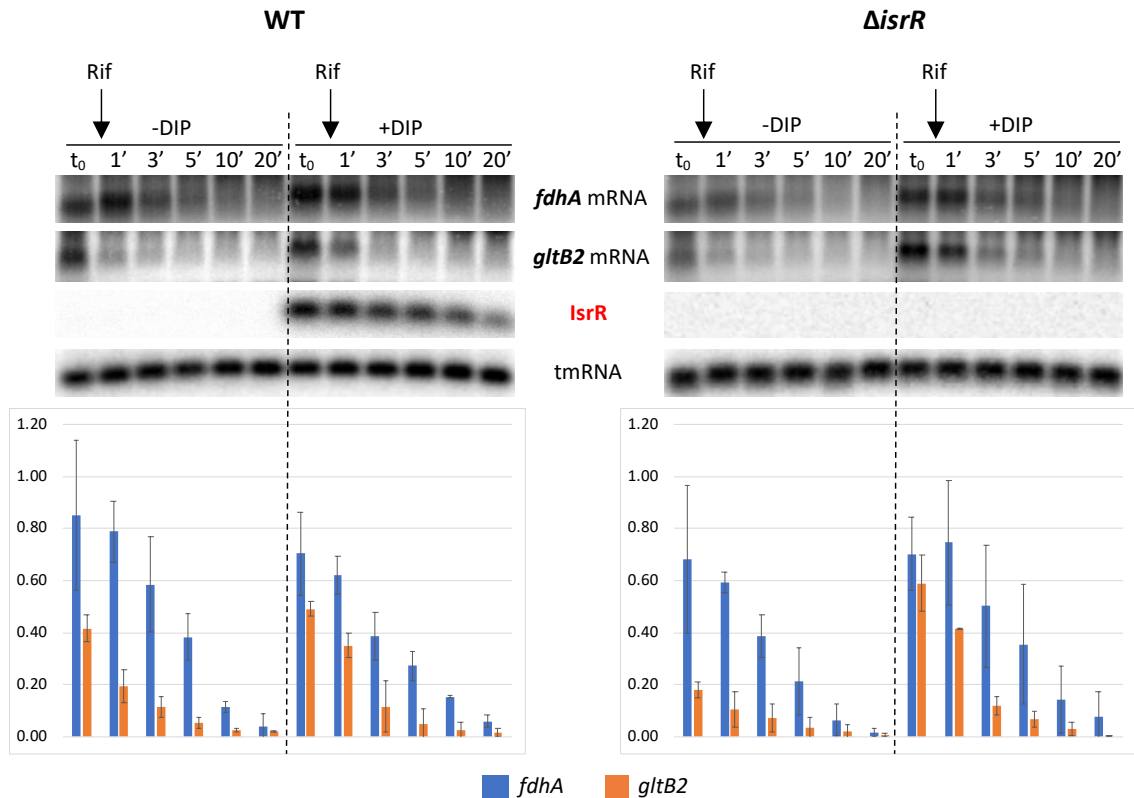 WT ΔisrR
Rif Rif Rif Rif
-DIP +DIP -DIP +DIP
t0 1’ 3’ 5’ 10’ 20’ t0 1’ 3’ 5’ 10’ 20’ t0 1’ 3’ 5’ 10’ 20’ t0 1’ 3’ 5’ 10’ 20’
fdhA mRNA
gltB2 mRNA
IsrR
tmRNA
1.20 1.20
1.00 1.00
0.80 0.80
0.60 0.60
0.40 0.40
0.20 0.20
0.00 0.00
fdhA gltB2